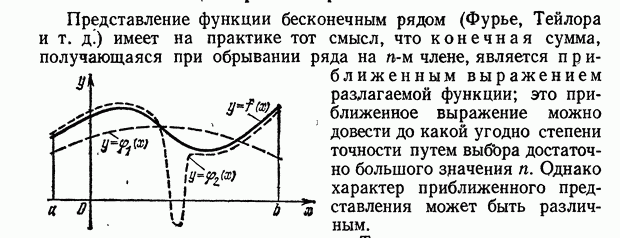 Представление функции бесконечным рядом (Фурье, Тейлора
и т. д.) имеет на практике тот смысл, что конечная сумма,
получающаяся при обрывании ряда на n-м члене, является при-
ближенным выражением
разлагаемой функции; это при-
ближенное выражение можно
довести до какой угодно степени
точности путем выбора достаточ-
но большого значения n. Однако
характер приближенного пред-
ставления может быть различ-
ным.
y
y=f(x)
y=φ₁(x)
y=φ₂(x)
a
0
b
x